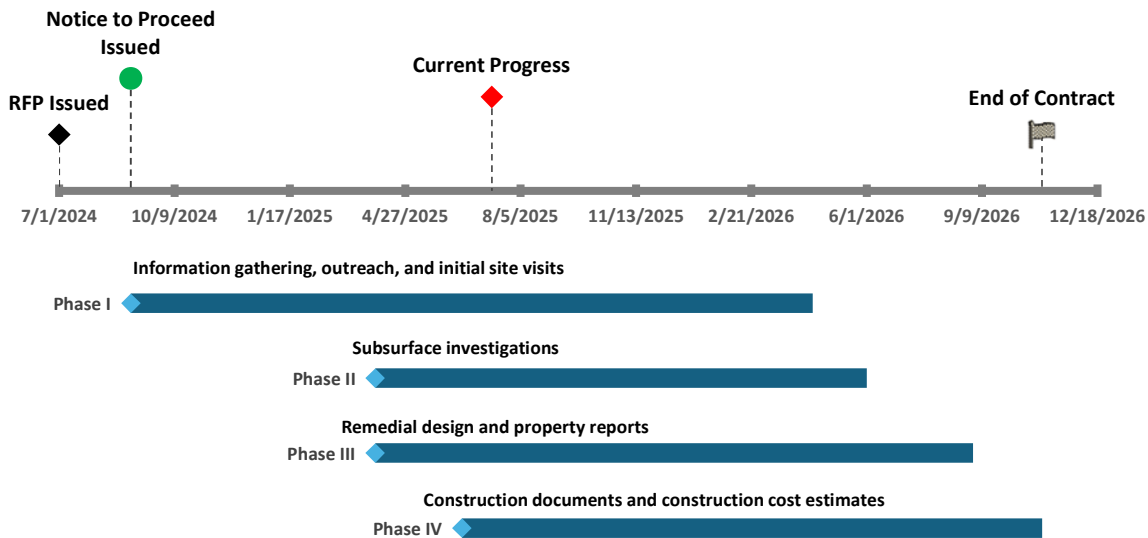 Notice to Proceed
Issued
Current Progress
RFP Issued
End of Contract
7/1/2024
10/9/2024
1/17/2025
4/27/2025
8/5/2025
11/13/2025
2/21/2026
6/1/2026
9/9/2026
12/18/2026
Information gathering, outreach, and initial site visits
Phase I
Subsurface investigations
Phase II
Remedial design and property reports
Phase III
Construction documents and construction cost estimates
Phase IV